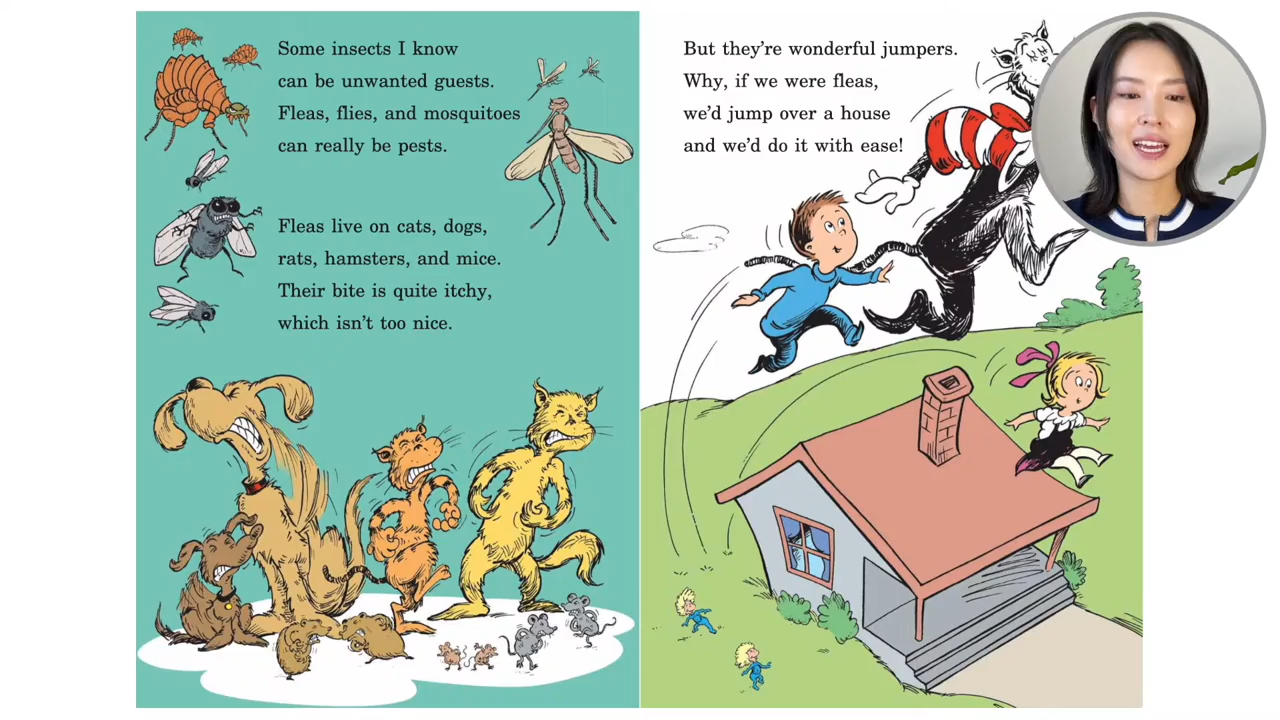 Some insects I know
can be unwanted guests.
Fleas, flies, and mosquitoes
can really be pests.
Fleas live on cats, dogs,
rats, hamsters, and mice.
Their bite is quite itchy,
which isn't too nice.
But they're wonderful jumpers.
Why, if we were fleas,
we'd jump over a house
and we'd do it with ease!